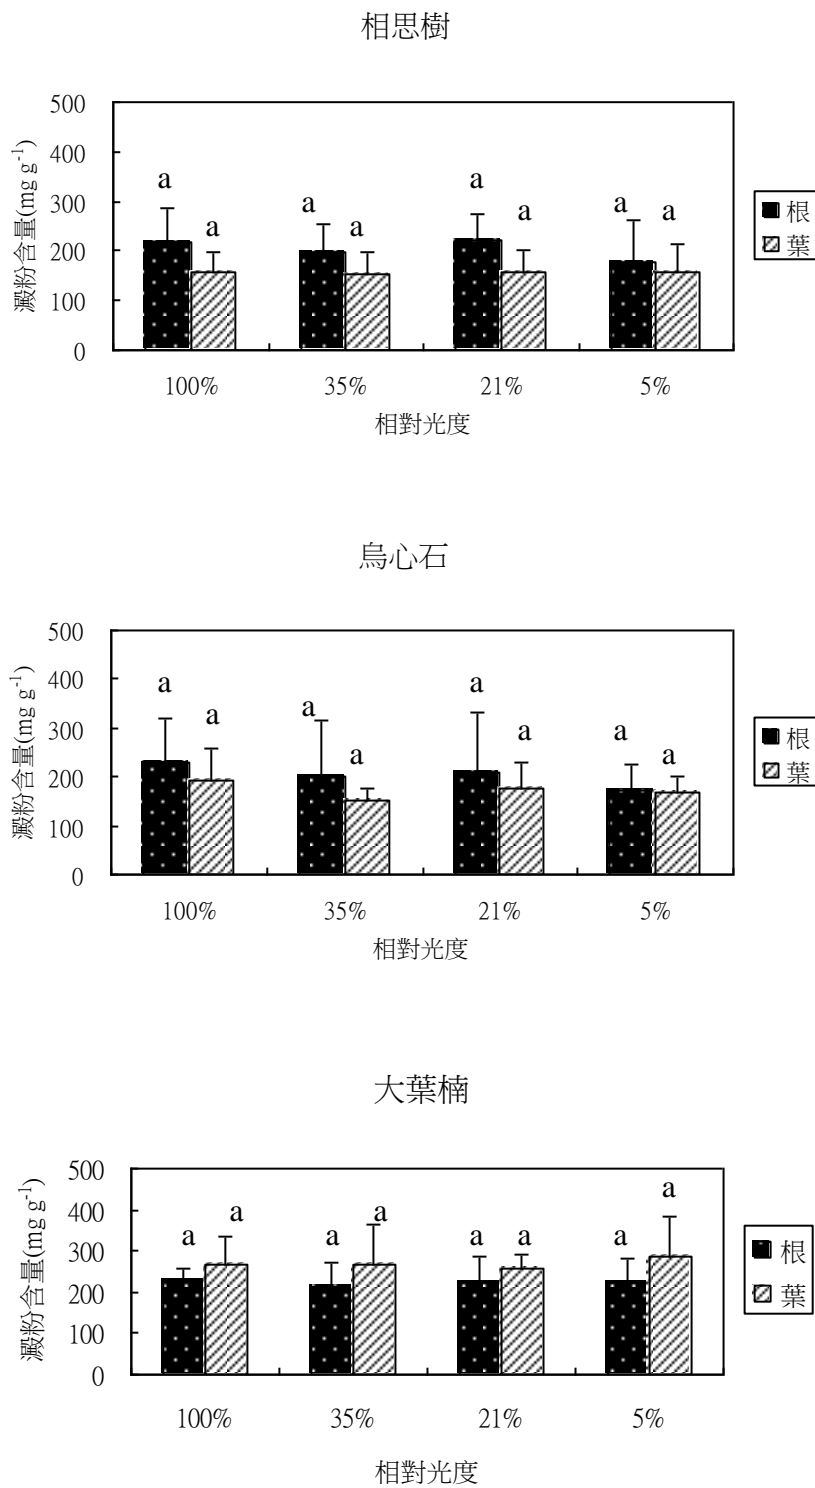 相思樹
500
400
300
200
100
0
澱粉含量(mg g⁻¹)
a a a a a a a a
100% 35% 21% 5%
相對光度
根
葉
烏心石
500
400
300
200
100
0
澱粉含量(mg g⁻¹)
a a a a a a a a
100% 35% 21% 5%
相對光度
根
葉
大葉楠
500
400
300
200
100
0
澱粉含量(mg g⁻¹)
a a a a a a a a
100% 35% 21% 5%
相對光度
根
葉